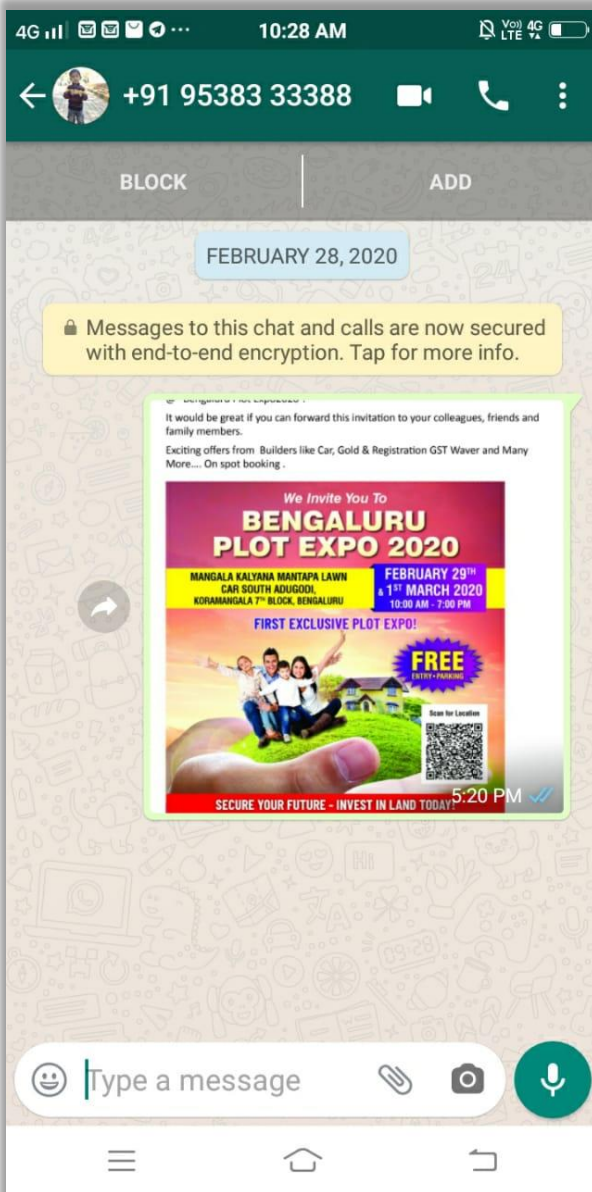 4G 10:28 AM Vo)) LTE 4G
+91 95383 33388
BLOCK ADD
FEBRUARY 28, 2020
Messages to this chat and calls are now secured
with end-to-end encryption. Tap for more info.
It would be great if you can forward this invitation to your colleagues, friends and
family members.
Exciting offers from Builders like Car, Gold & Registration GST Waver and Many
More.... On spot booking .
We Invite You To
BENGALURU
PLOT EXPO 2020
MANGALA KALYANA MANTAPA LAWN
CAR SOUTH ADUGODI,
KORAMANGALA 7TH BLOCK, BENGALURU
FEBRUARY 29TH
& 1ST MARCH 2020
10:00 AM - 7:00 PM
FIRST EXCLUSIVE PLOT EXPO!
FREE
ENTRY • PARKING
Scan for Location
SECURE YOUR FUTURE - INVEST IN LAND TODAY!
5:20 PM
Type a message